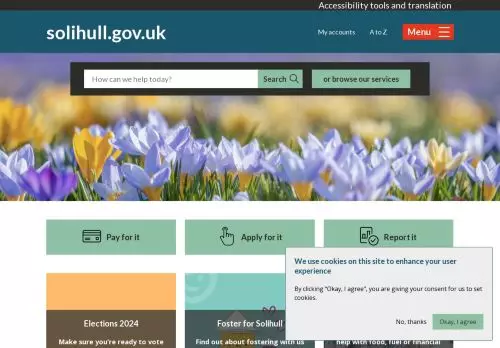 Accessibility tools and translation
solihull.gov.uk
My accounts
A to Z
Menu
How can we help today?
Search
or browse our services
Pay for it
Apply for it
Report it
We use cookies on this site to enhance your user
experience
By clicking "Okay, I agree", you are giving your consent for us to set
cookies.
No, thanks
Okay, I agree
Elections 2024
Make sure you're ready to vote
Foster for Solihull
Find out about fostering with us
help with food, fuel or financial